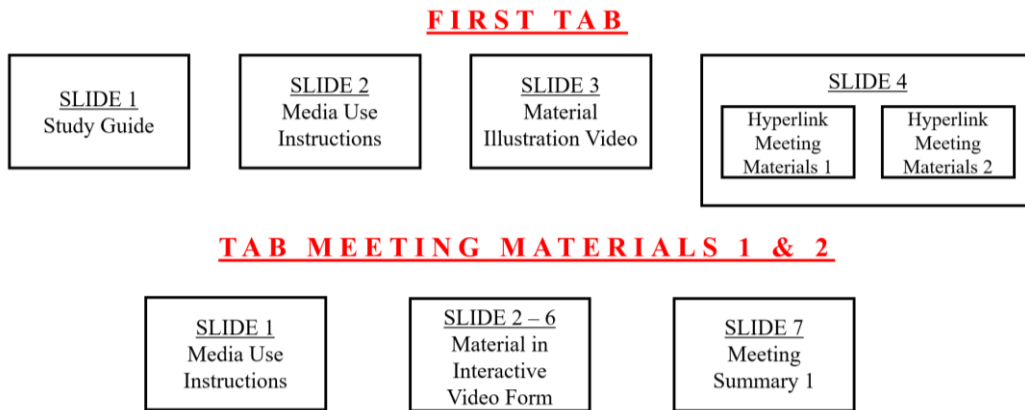 FIRST TAB
SLIDE 1
Study Guide
SLIDE 2
Media Use
Instructions
SLIDE 3
Material
Illustration Video
SLIDE 4
Hyperlink
Meeting
Materials 1
Hyperlink
Meeting
Materials 2
TAB MEETING MATERIALS 1 & 2
SLIDE 1
Media Use
Instructions
SLIDE 2 – 6
Material in
Interactive
Video Form
SLIDE 7
Meeting
Summary 1